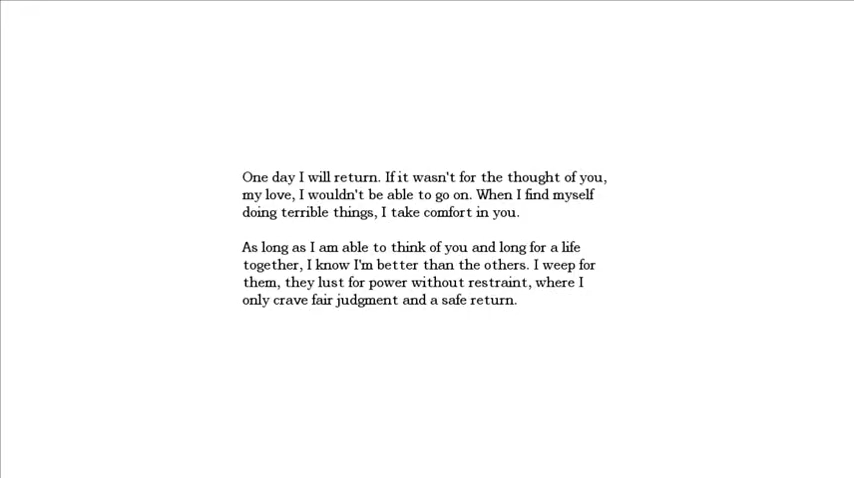 One day I will return. If it wasn't for the thought of you,
my love, I wouldn't be able to go on. When I find myself
doing terrible things, I take comfort in you.
As long as I am able to think of you and long for a life
together, I know I'm better than the others. I weep for
them, they lust for power without restraint, where I
only crave fair judgment and a safe return.